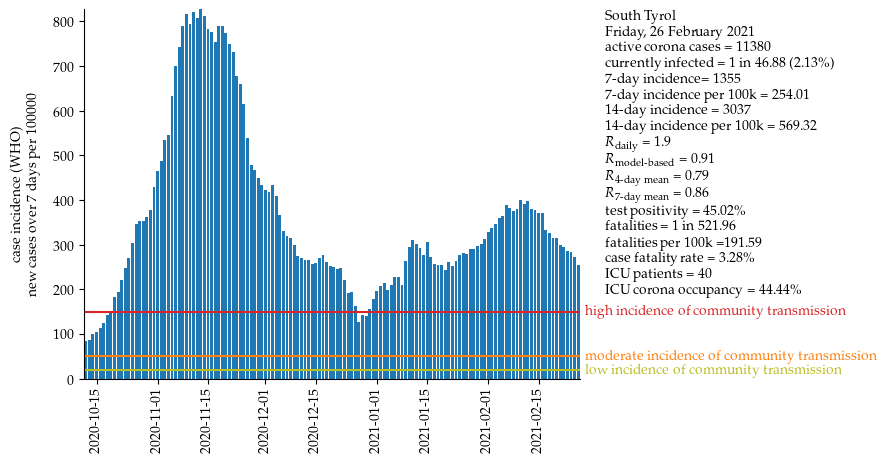 South Tyrol
Friday, 26 February 2021
active corona cases = 11380
currently infected = 1 in 46.88 (2.13%)
7-day incidence= 1355
7-day incidence per 100k = 254.01
14-day incidence = 3037
14-day incidence per 100k = 569.32
R daily = 1.9
R model-based = 0.91
R 4-day mean = 0.79
R 7-day mean = 0.86
test positivity = 45.02%
fatalities = 1 in 521.96
fatalities per 100k =191.59
case fatality rate = 3.28%
ICU patients = 40
ICU corona occupancy = 44.44%
high incidence of community transmission
moderate incidence of community transmission
low incidence of community transmission
case incidence (WHO)
new cases over 7 days per 100000
800
700
600
500
400
300
200
100
0
2020-10-15
2020-11-01
2020-11-15
2020-12-01
2020-12-15
2021-01-01
2021-01-15
2021-02-01
2021-02-15